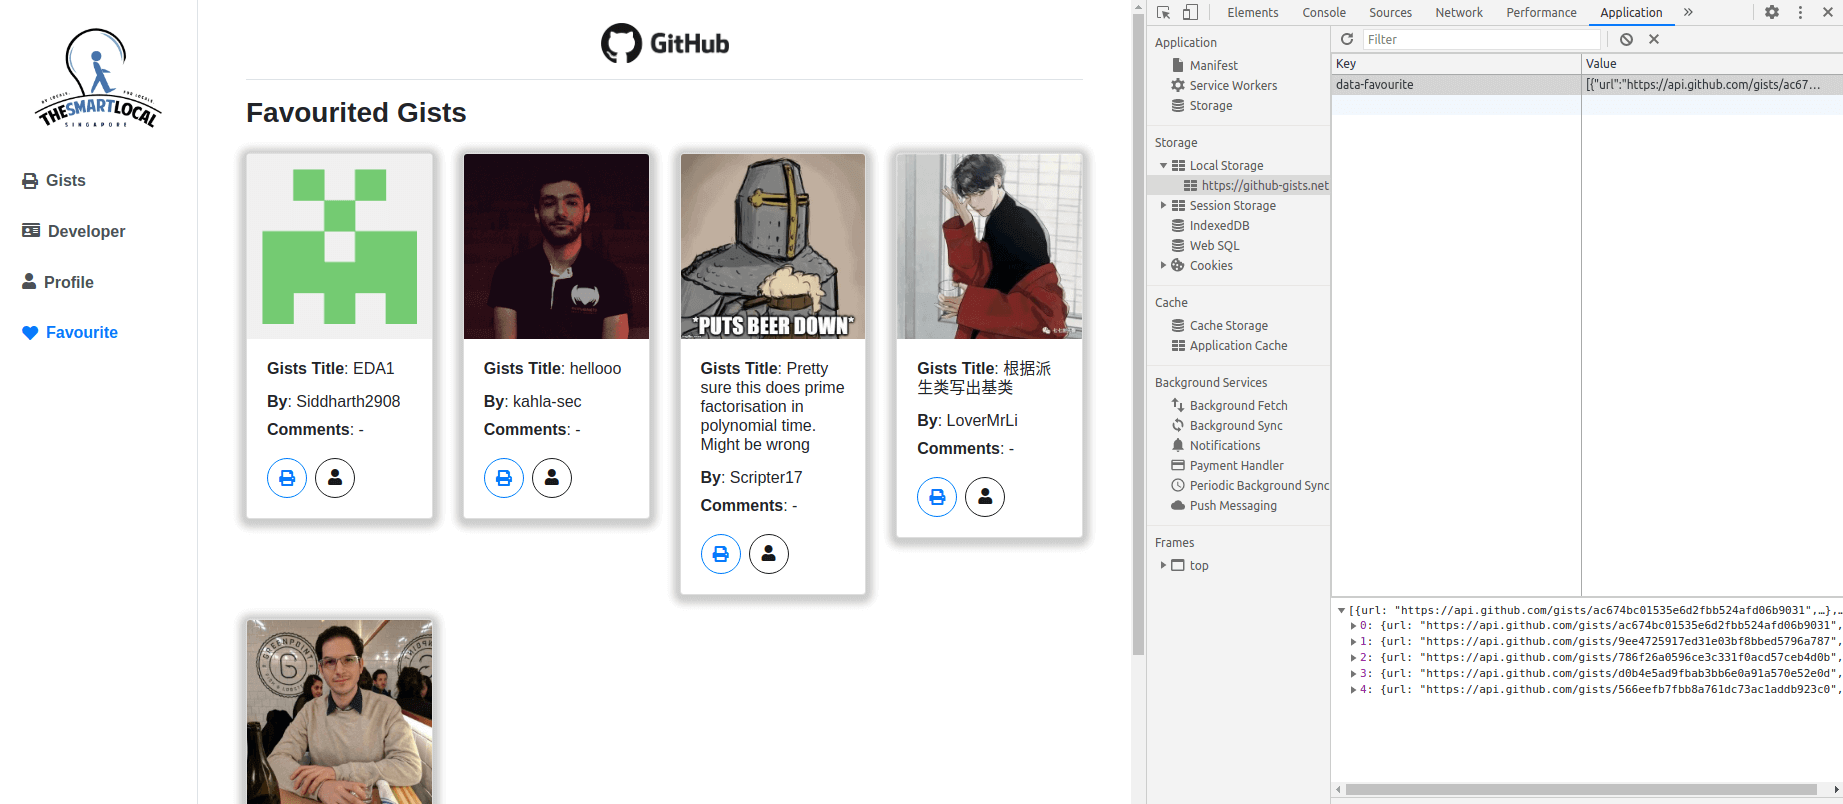 BY LOCALS, FOR LOCALS.
THESMARTLOCAL
SINGAPORE
Gists
Developer
Profile
Favourite
GitHub
Favourited Gists
Gists Title: EDA1
By: Siddharth2908
Comments: -
Gists Title: hellooo
By: kahla-sec
Comments: -
*PUTS BEER DOWN*
Gists Title: Pretty
sure this does prime
factorisation in
polynomial time.
Might be wrong
By: Scripter17
Comments: -
Gists Title: 根据派
生类写出基类
By: LoverMrLi
Comments: -
GREENPOINT
Elements Console Sources Network Performance Application »
Application
Manifest
Service Workers
Storage
Storage
Local Storage
https://github-gists.net
Session Storage
IndexedDB
Web SQL
Cookies
Cache
Cache Storage
Application Cache
Background Services
Background Fetch
Background Sync
Notifications
Payment Handler
Periodic Background Sync
Push Messaging
Frames
top
Filter
Key Value
data-favourite [{"url":"https://api.github.com/gists/ac67…
[{url: "https://api.github.com/gists/ac674bc01535e6d2fbb524afd06b9031",…},…
0: {url: "https://api.github.com/gists/ac674bc01535e6d2fbb524afd06b9031",
1: {url: "https://api.github.com/gists/9ee4725917ed31e03bf8bbed5796a787",
2: {url: "https://api.github.com/gists/786f26a0596ce3c331f0acd57ceb4d0b",
3: {url: "https://api.github.com/gists/d0b4e5ad9fbab3bb6e0a91a570e52e0d",
4: {url: "https://api.github.com/gists/566eefb7fbb8a761dc73ac1addb923c0",